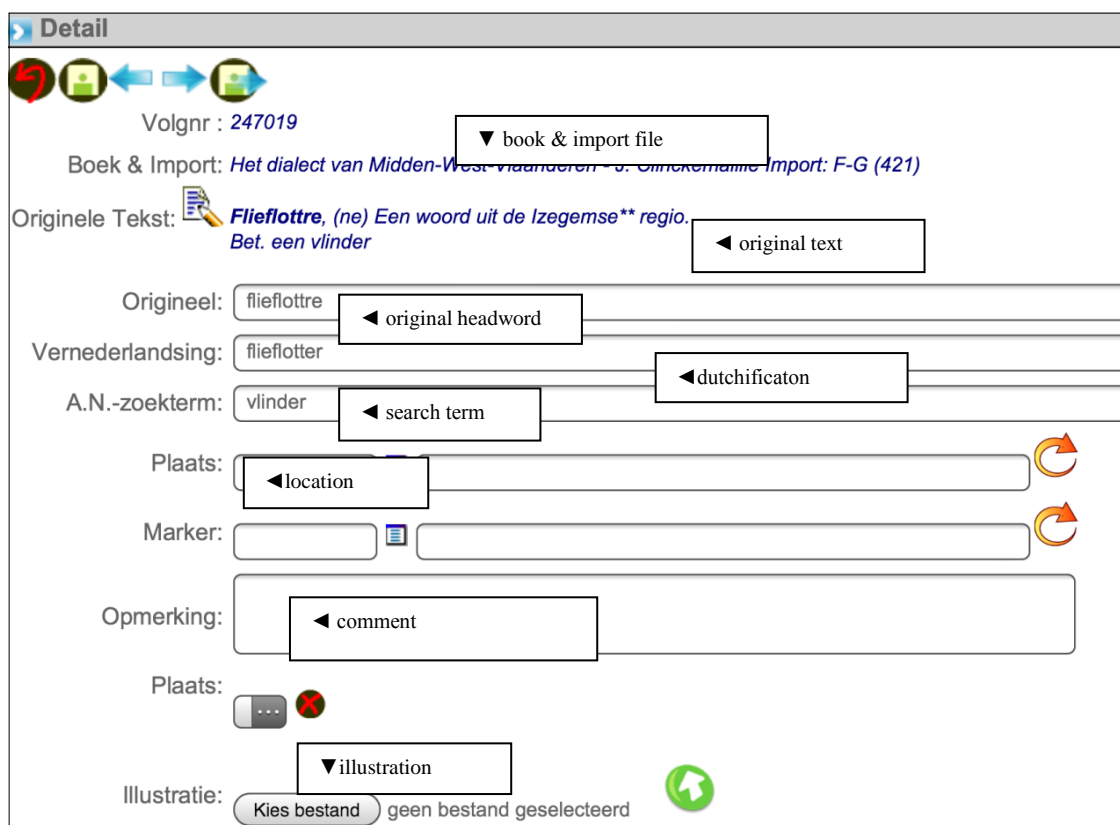 Detail
Volgnr : 247019
▼ book & import file
Boek & Import: Het dialect van Midden-West-Vlaanderen - J. Clinckemaillie Import: F-G (421)
Originele Tekst: Flieflottre, (ne) Een woord uit de Izegemse** regio.
Bet. een vlinder
◄ original text
Origineel: flieflottre
◄ original headword
Vernederlandsing: flieflotter
◄dutchificaton
A.N.-zoekterm: vlinder
◄ search term
Plaats:
◄location
Marker:
Opmerking:
◄ comment
Plaats:
...
▼illustration
Illustratie: Kies bestand geen bestand geselecteerd